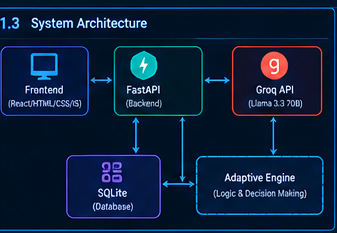 1.3 System Architecture
Frontend
(React/HTML/CSS/JS)
FastAPI
(Backend)
g
Groq API
(Llama 3.3 70B)
SQLite
(Database)
Adaptive Engine
(Logic & Decision Making)